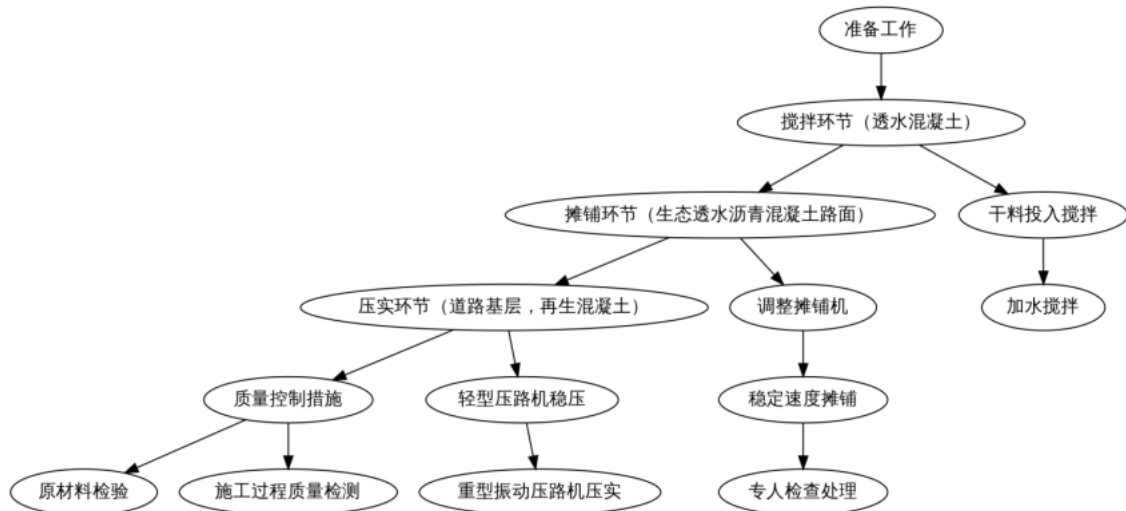 准备工作
搅拌环节（透水混凝土）
摊铺环节（生态透水沥青混凝土路面）
干料投入搅拌
压实环节（道路基层，再生混凝土）
调整摊铺机
加水搅拌
质量控制措施
轻型压路机稳压
稳定速度摊铺
原材料检验
施工过程质量检测
重型振动压路机压实
专人检查处理